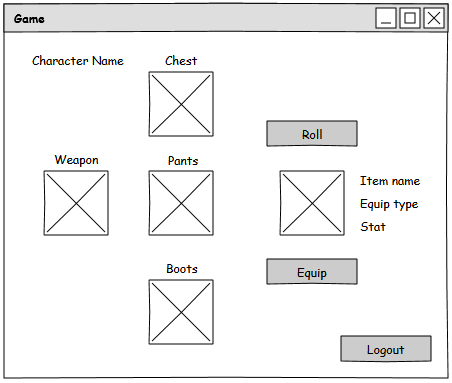 Game
Character Name
Chest
Roll
Weapon
Pants
Item name
Equip type
Stat
Boots
Equip
Logout